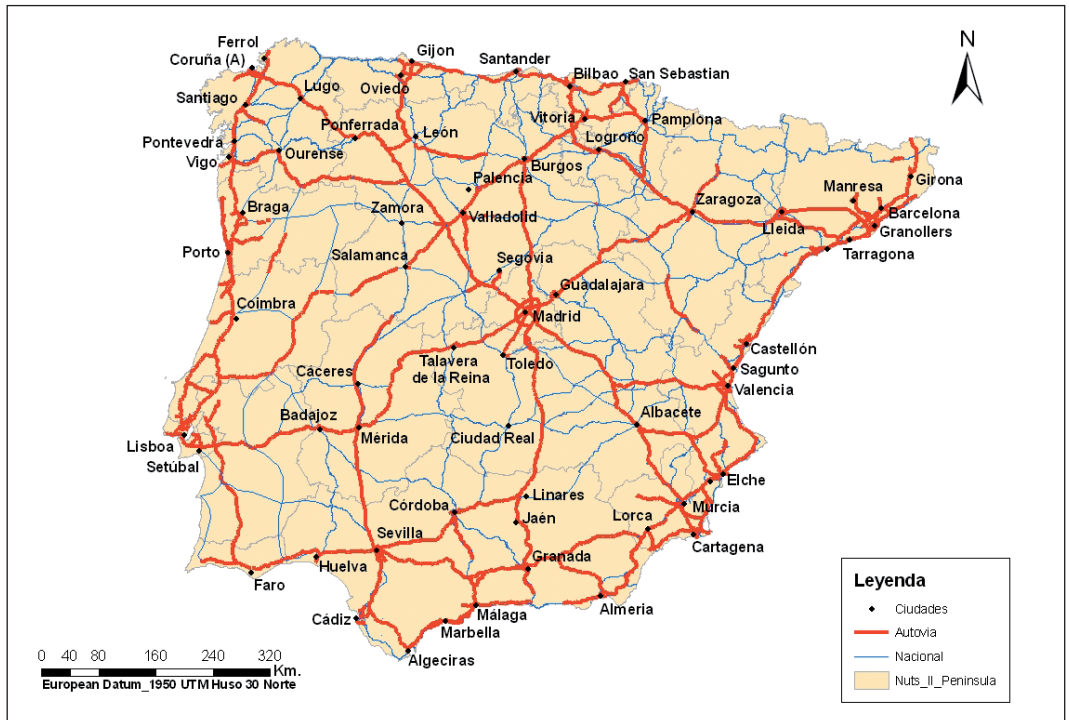 N
Ferrol
Coruña (A)
Gijon
Santander
Bilbao
San Sebastian
Oviedo
Lugo
Santiago
Vitoria
Pamplona
Ponferrada
León
Logroño
Pontevedra
Vigo
Ourense
Burgos
Palencia
Manresa
Girona
Braga
Zamora
Valladolid
Zaragoza
Barcelona
Lleida
Granollers
Porto
Salamanca
Segovia
Tarragona
Guadalajara
Coimbra
Madrid
Castellón
Talavera
de la Reina
Toledo
Sagunto
Cáceres
Valencia
Badajoz
Albacete
Lisboa
Mérida
Ciudad Real
Setúbal
Elche
Linares
Córdoba
Murcia
Jaén
Lorca
Sevilla
Cartagena
Granada
Huelva
Faro
Almeria
Cádiz
Málaga
Marbella
Algeciras
Leyenda
Ciudades
Autovia
Nacional
Nuts_II_Peninsula
0 40 80 160 240 320
Km.
European Datum_1950 UTM Huso 30 Norte